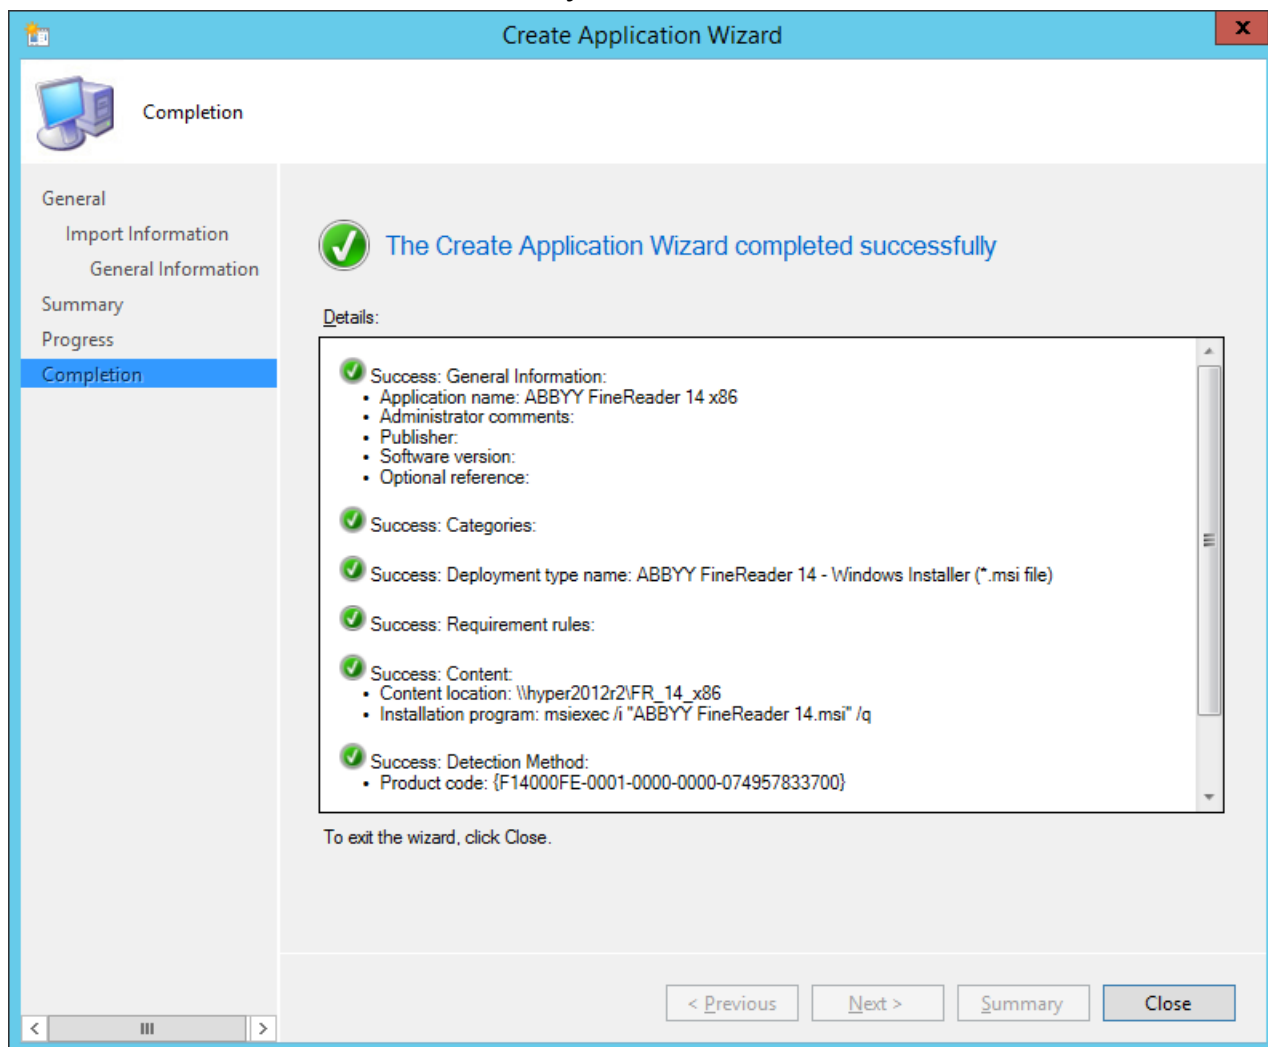 Create Application Wizard
X
Completion
General
Import Information
General Information
Summary
Progress
Completion
The Create Application Wizard completed successfully
Details:
Success: General Information:
• Application name: ABBYY FineReader 14 x86
• Administrator comments:
• Publisher:
• Software version:
• Optional reference:
Success: Categories:
Success: Deployment type name: ABBYY FineReader 14 - Windows Installer (*.msi file)
Success: Requirement rules:
Success: Content:
• Content location: \\hyper2012r2\FR_14_x86
• Installation program: msiexec /i "ABBYY FineReader 14.msi" /q
Success: Detection Method:
• Product code: {F14000FE-0001-0000-0000-074957833700}
To exit the wizard, click Close.
< Previous
Next >
Summary
Close